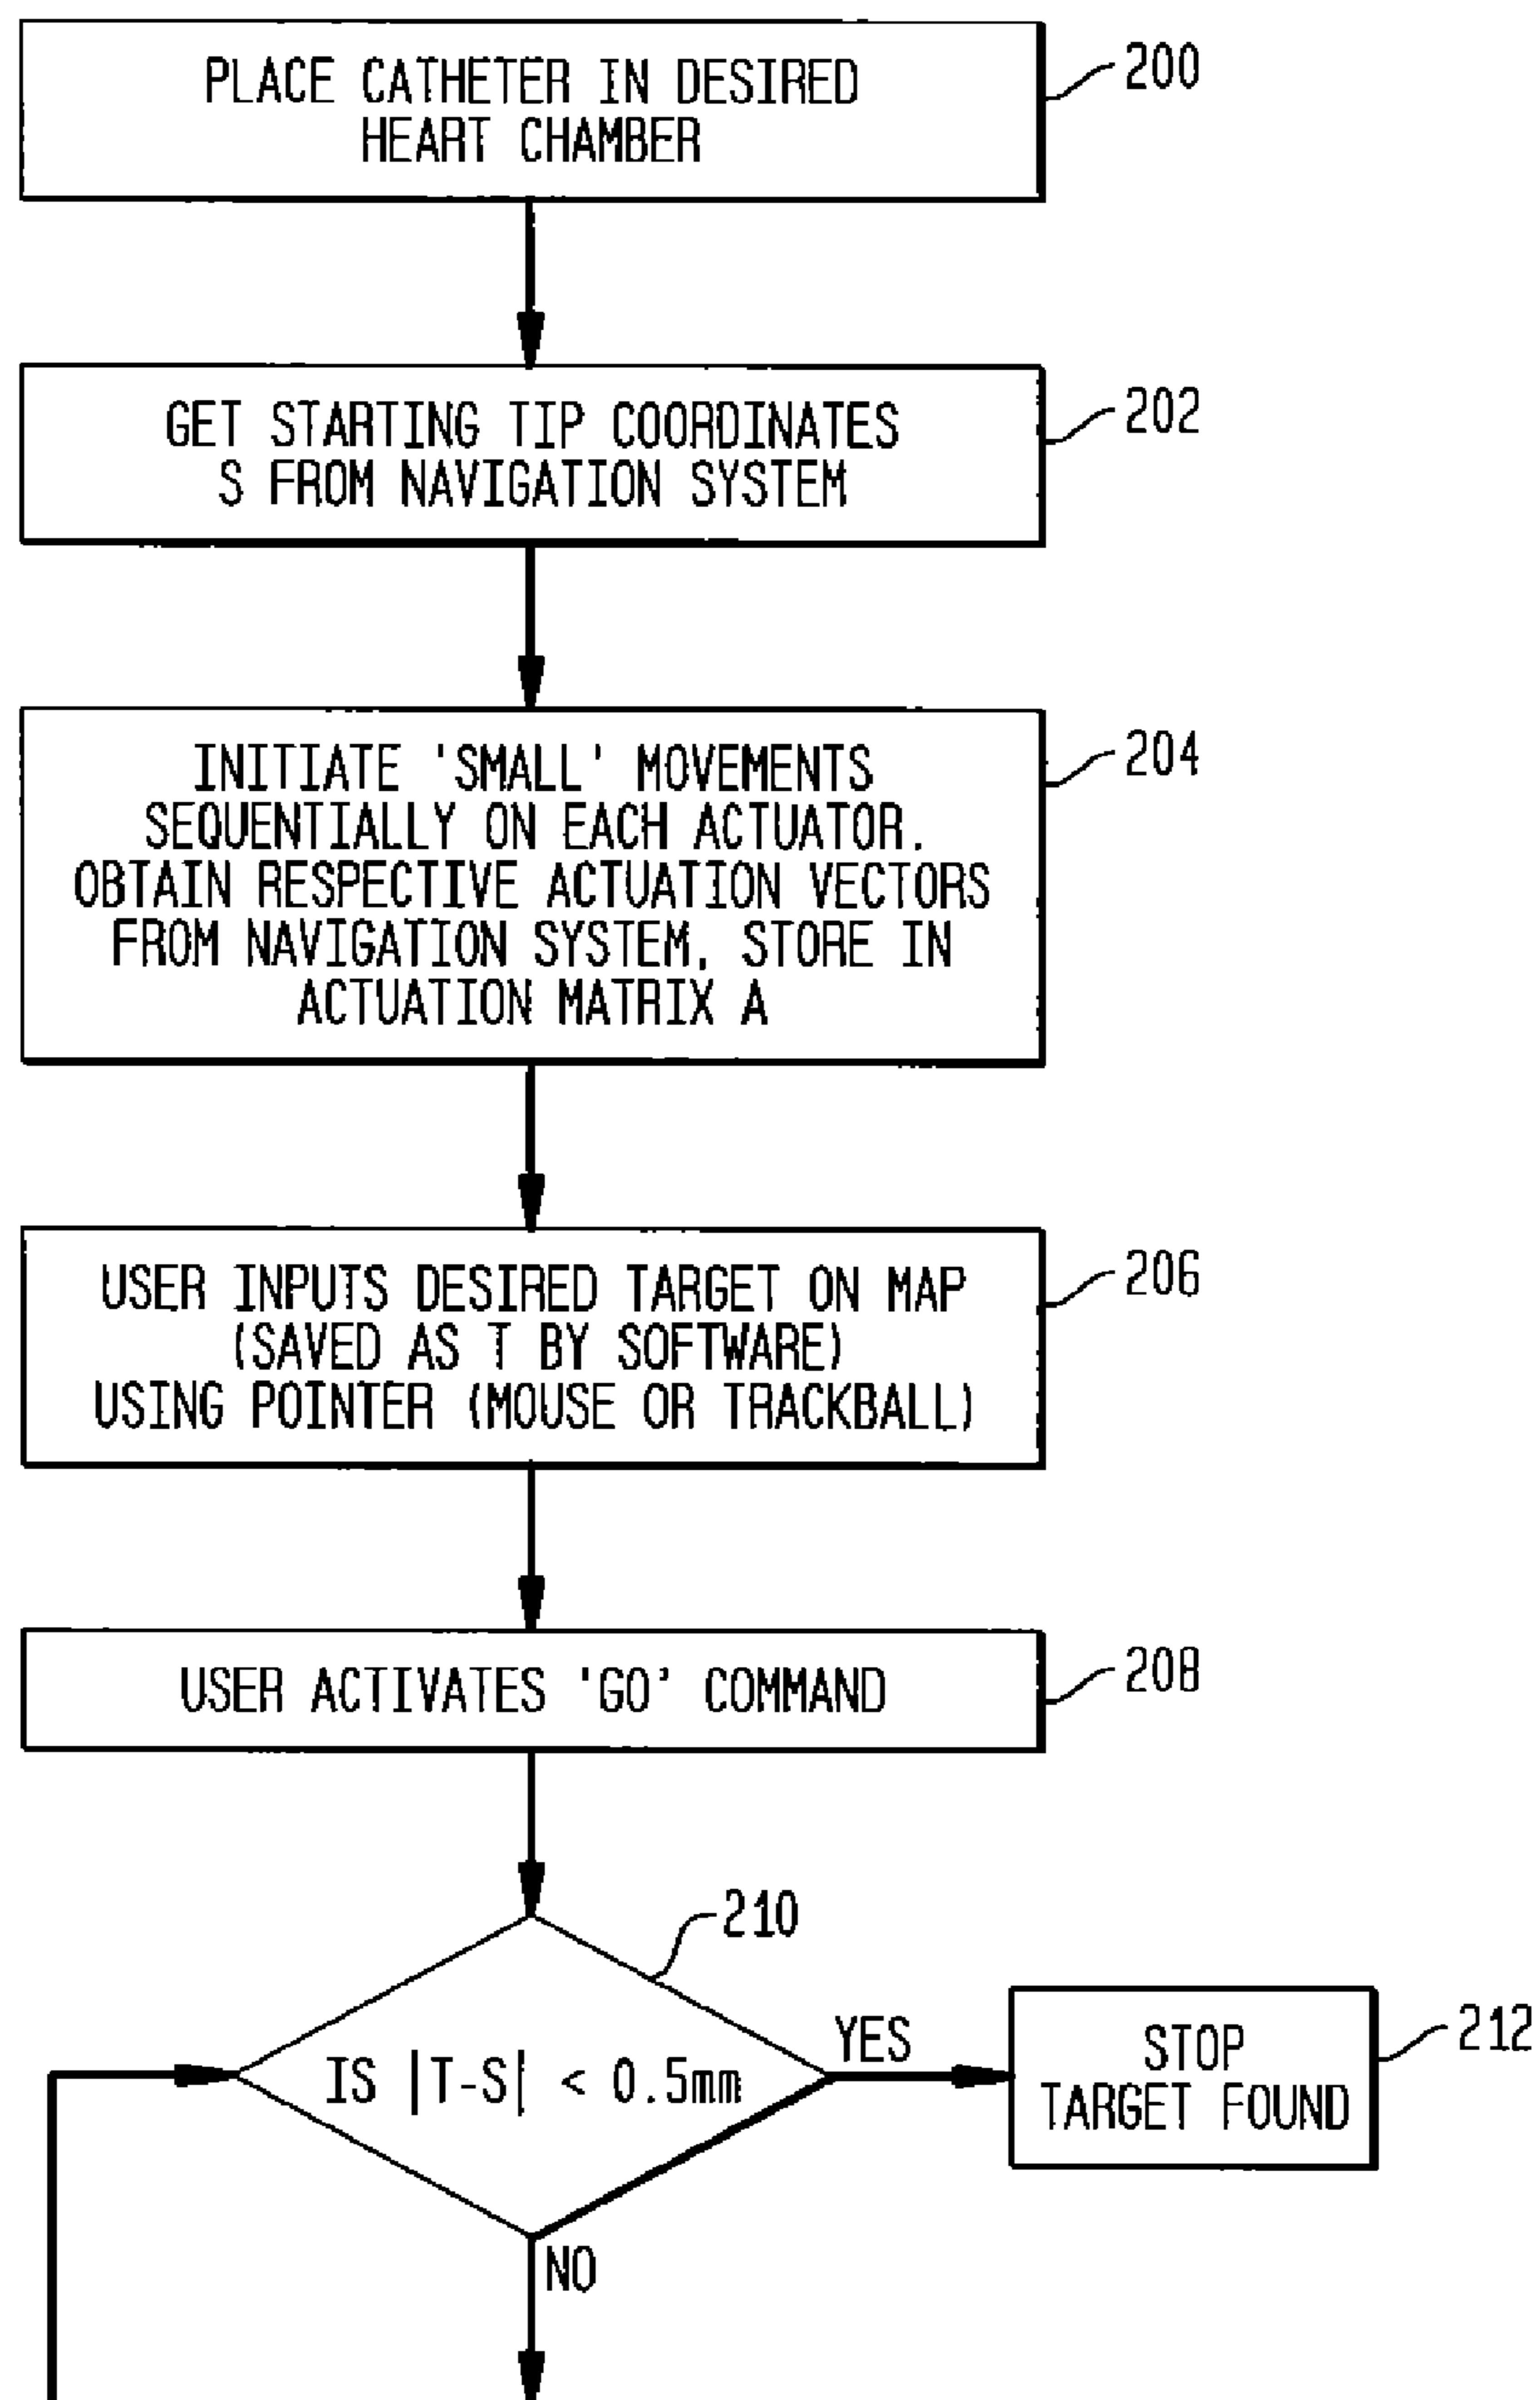 PLACE CATHETER IN DESIRED
HEART CHAMBER
200
GET STARTING TIP COORDINATES
S FROM NAVIGATION SYSTEM
202
INITIATE 'SMALL' MOVEMENTS
SEQUENTIALLY ON EACH ACTUATOR.
OBTAIN RESPECTIVE ACTUATION VECTORS
FROM NAVIGATION SYSTEM, STORE IN
ACTUATION MATRIX A
204
USER INPUTS DESIRED TARGET ON MAP
(SAVED AS T BY SOFTWARE)
USING POINTER (MOUSE OR TRACKBALL)
206
USER ACTIVATES 'GO' COMMAND
208
210
IS |T-S| < 0.5mm
YES
STOP
TARGET FOUND
212
NO